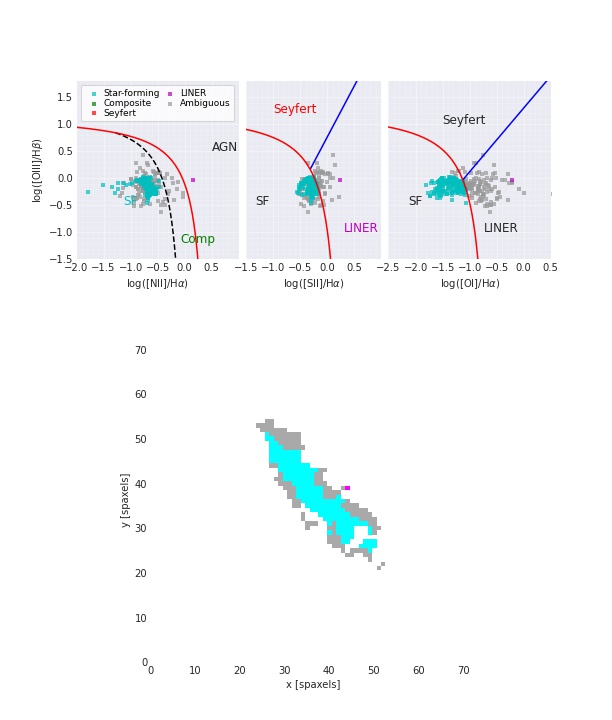 Star-forming
Composite
Seyfert
LINER
Ambiguous
AGN
SF
Comp
Seyfert
SF
LINER
Seyfert
SF
LINER
1.5
1.0
0.5
0.0
−0.5
−1.0
−1.5
log([OIII]/Hβ)
−2.0 −1.5 −1.0 −0.5 0.0 0.5
log([NII]/Hα)
−1.5 −1.0 −0.5 0.0 0.5
log([SII]/Hα)
−2.5 −2.0 −1.5 −1.0 −0.5 0.0 0.5
log([OI]/Hα)
70
60
50
40
30
20
10
0
y [spaxels]
0 10 20 30 40 50 60 70
x [spaxels]